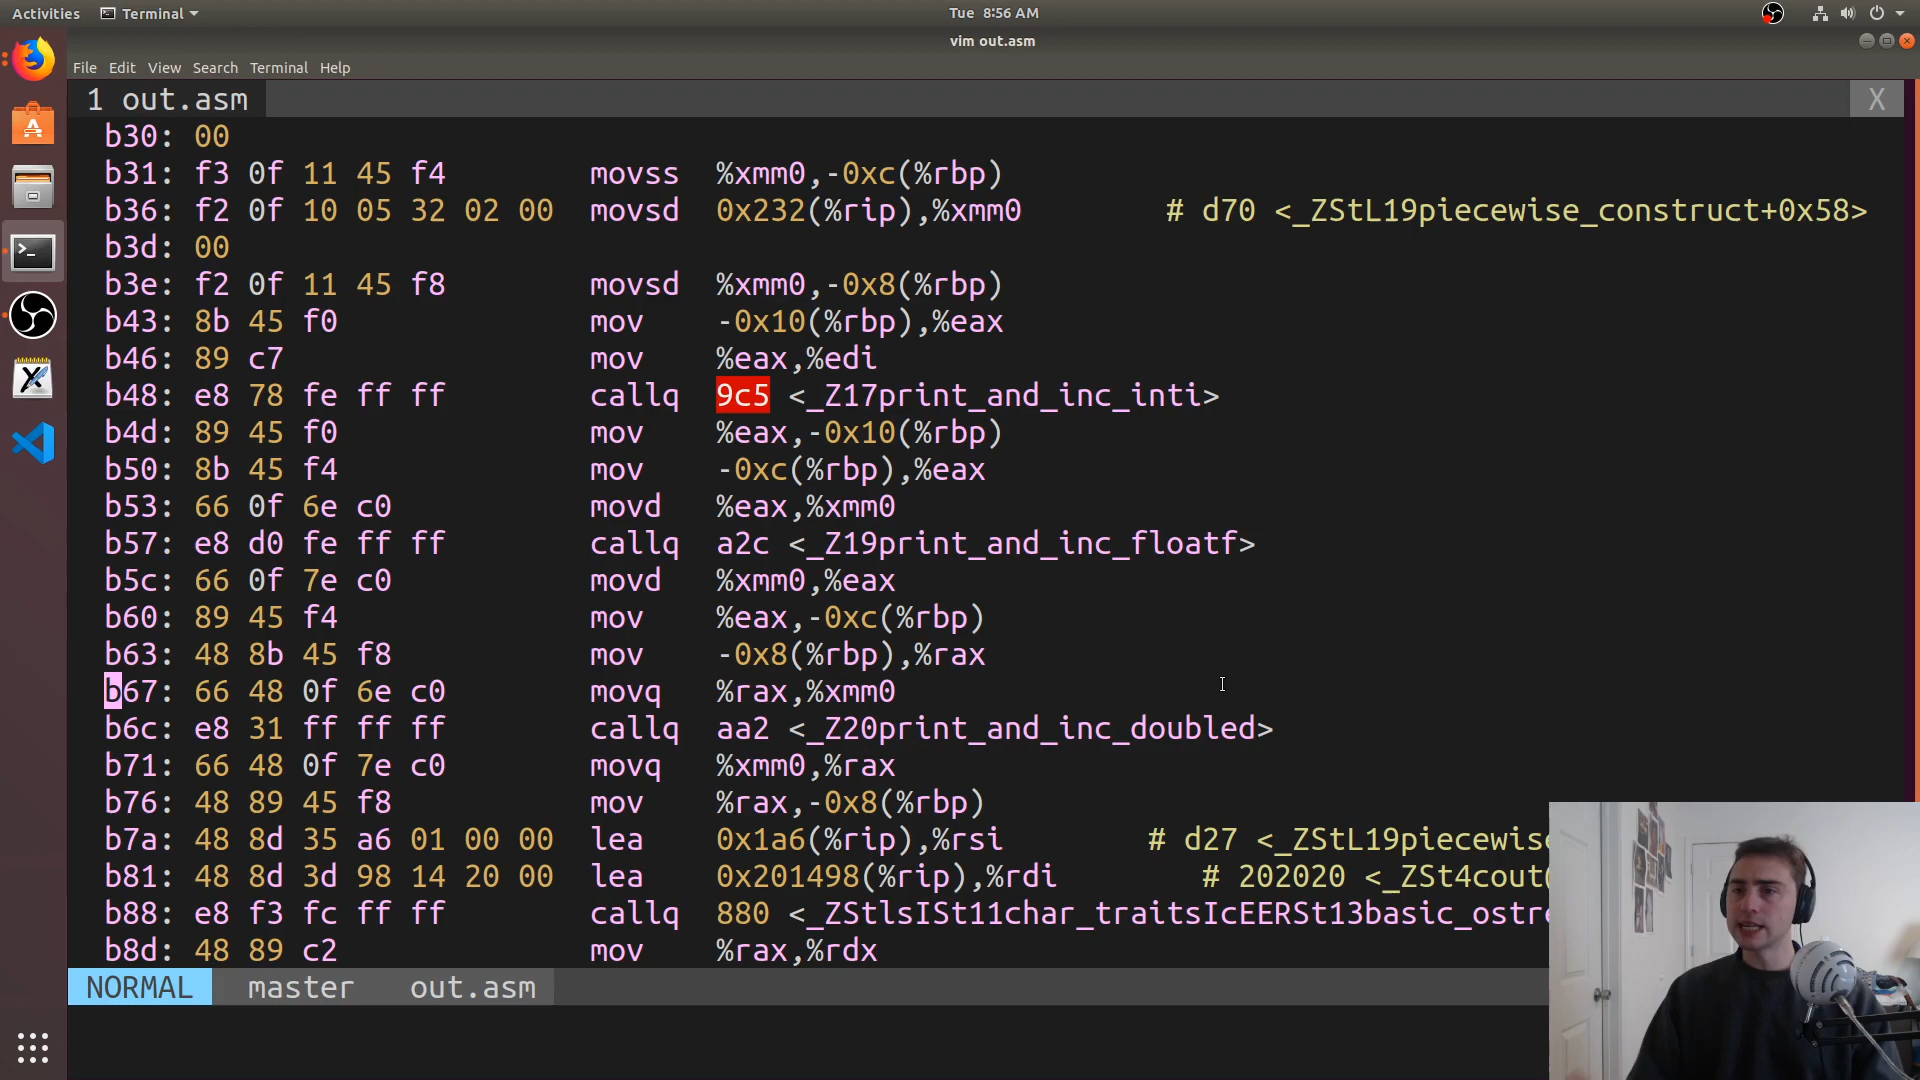 Activities Terminal Tue 8:56 AM
vim out.asm
File Edit View Search Terminal Help
1 out.asm X
b30: 00
b31: f3 0f 11 45 f4 movss %xmm0,-0xc(%rbp)
b36: f2 0f 10 05 32 02 00 movsd 0x232(%rip),%xmm0 # d70 <_ZStL19piecewise_construct+0x58>
b3d: 00
b3e: f2 0f 11 45 f8 movsd %xmm0,-0x8(%rbp)
b43: 8b 45 f0 mov -0x10(%rbp),%eax
b46: 89 c7 mov %eax,%edi
b48: e8 78 fe ff ff callq 9c5 <_Z17print_and_inc_inti>
b4d: 89 45 f0 mov %eax,-0x10(%rbp)
b50: 8b 45 f4 mov -0xc(%rbp),%eax
b53: 66 0f 6e c0 movd %eax,%xmm0
b57: e8 d0 fe ff ff callq a2c <_Z19print_and_inc_floatf>
b5c: 66 0f 7e c0 movd %xmm0,%eax
b60: 89 45 f4 mov %eax,-0xc(%rbp)
b63: 48 8b 45 f8 mov -0x8(%rbp),%rax
b67: 66 48 0f 6e c0 movq %rax,%xmm0
b6c: e8 31 ff ff ff callq aa2 <_Z20print_and_inc_doubled>
b71: 66 48 0f 7e c0 movq %xmm0,%rax
b76: 48 89 45 f8 mov %rax,-0x8(%rbp)
b7a: 48 8d 35 a6 01 00 00 lea 0x1a6(%rip),%rsi # d27 <_ZStL19piecewise
b81: 48 8d 3d 98 14 20 00 lea 0x201498(%rip),%rdi # 202020 <_ZSt4cout@
b88: e8 f3 fc ff ff callq 880 <_ZStlsISt11char_traitsIcEERSt13basic_ostre
b8d: 48 89 c2 mov %rax,%rdx
NORMAL master out.asm